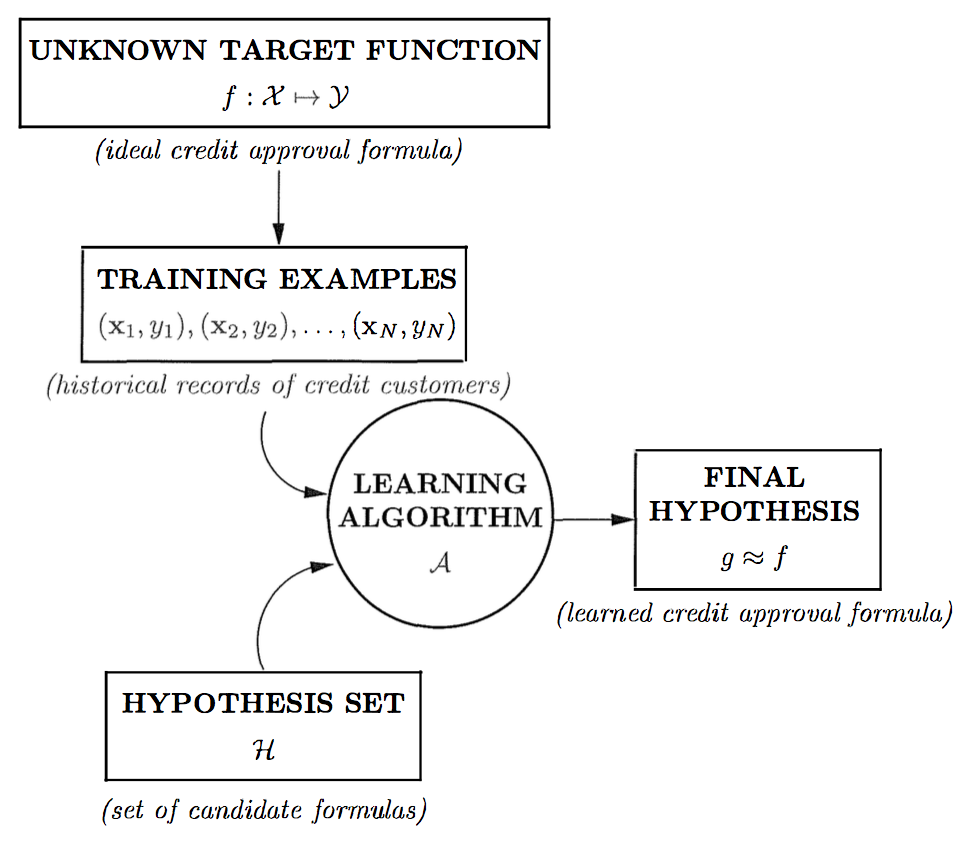 UNKNOWN TARGET FUNCTION
f : 𝒳 ↦ 𝒴
(ideal credit approval formula)
TRAINING EXAMPLES
(x₁, y₁), (x₂, y₂), . . . , (x_N, y_N)
(historical records of credit customers)
LEARNING
ALGORITHM
𝒜
FINAL
HYPOTHESIS
g ≈ f
(learned credit approval formula)
HYPOTHESIS SET
ℋ
(set of candidate formulas)